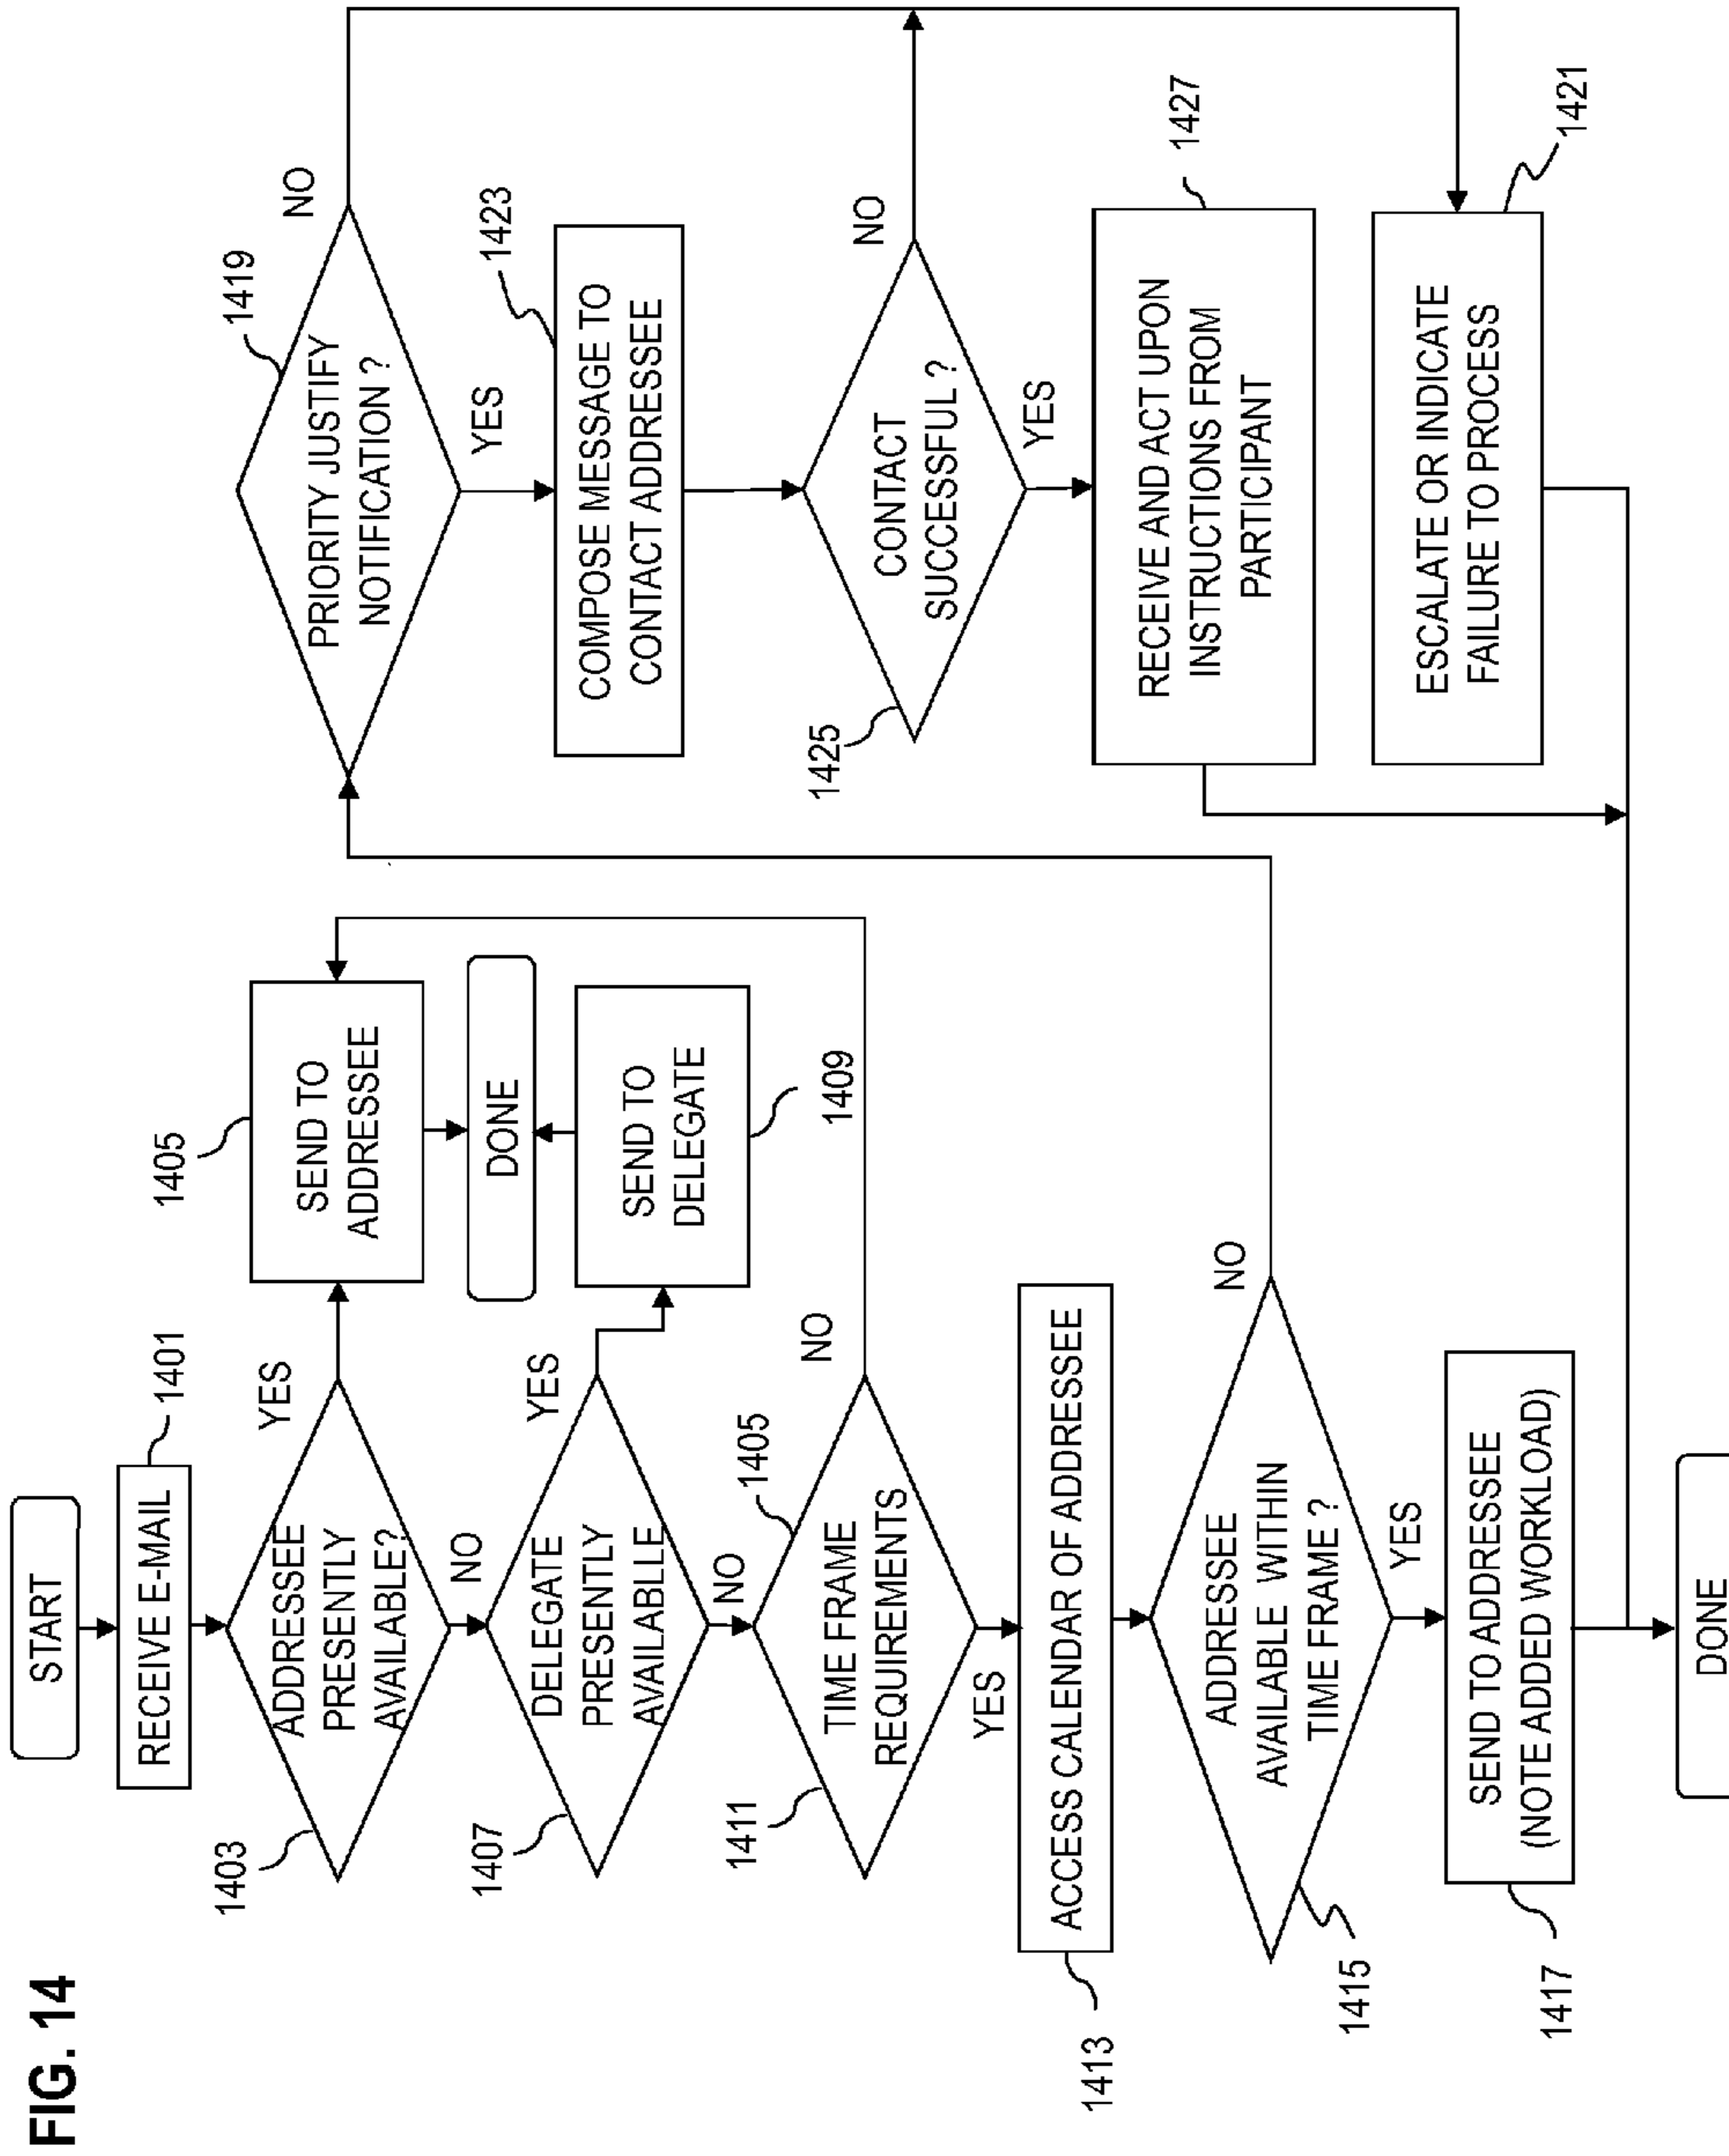 FIG. 14
START
RECEIVE E-MAIL
1401
ADDRESSEE
PRESENTLY
AVAILABLE?
1403
YES
NO
SEND TO
ADDRESSEE
1405
DONE
DELEGATE
PRESENTLY
AVAILABLE
1407
YES
NO
SEND TO
DELEGATE
1409
TIME FRAME
REQUIREMENTS
1411
1405
NO
YES
ACCESS CALENDAR OF ADDRESSEE
1413
ADDRESSEE
AVAILABLE WITHIN
TIME FRAME ?
1415
NO
YES
SEND TO ADDRESSEE
(NOTE ADDED WORKLOAD)
1417
DONE
PRIORITY JUSTIFY
NOTIFICATION ?
1419
NO
YES
COMPOSE MESSAGE TO
CONTACT ADDRESSEE
1423
CONTACT
SUCCESSFUL ?
1425
NO
YES
RECEIVE AND ACT UPON
INSTRUCTIONS FROM
PARTICIPANT
1427
ESCALATE OR INDICATE
FAILURE TO PROCESS
1421